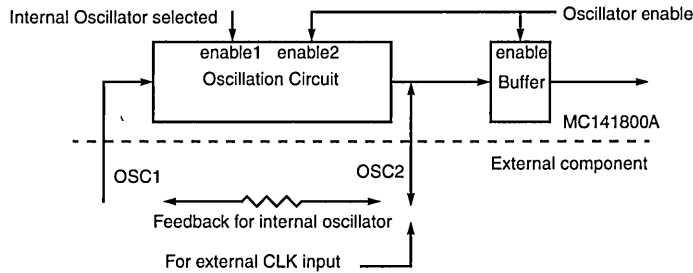 Internal Oscillator selected
Oscillator enable
enable1 enable2
enable
Oscillation Circuit
Buffer
MC141800A
External component
OSC1
OSC2
Feedback for internal oscillator
For external CLK input